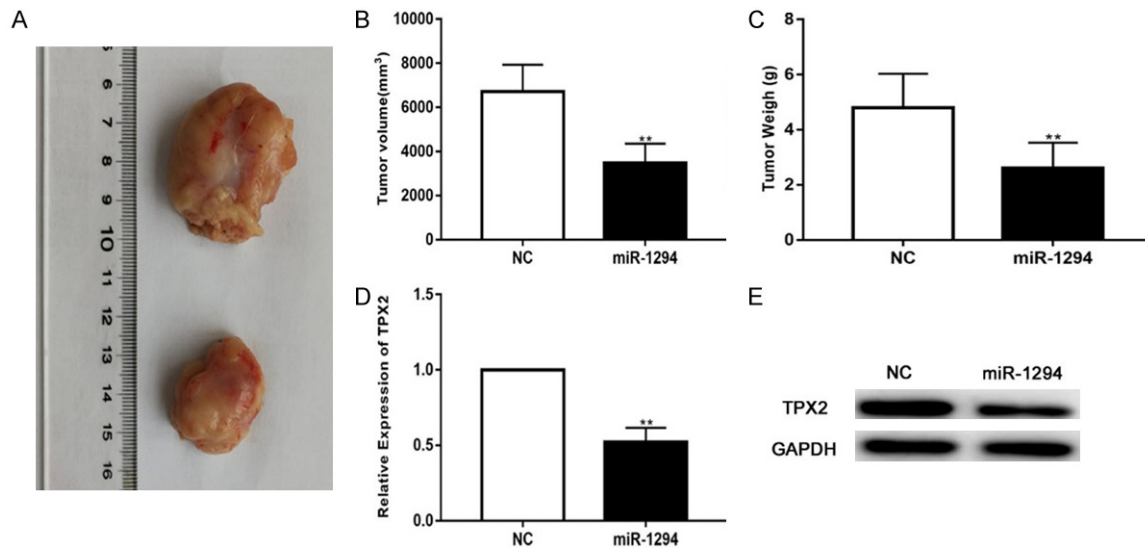 A
5
6
7
8
9
10
11
12
13
14
15
16
B
Tumor volume(mm³)
10000
8000
6000
4000
2000
0
**
NC
miR-1294
C
Tumor Weigh (g)
8
6
4
2
0
**
NC
miR-1294
D
Relative Expression of TPX2
1.5
1.0
0.5
0.0
**
NC
miR-1294
E
NC miR-1294
TPX2
GAPDH